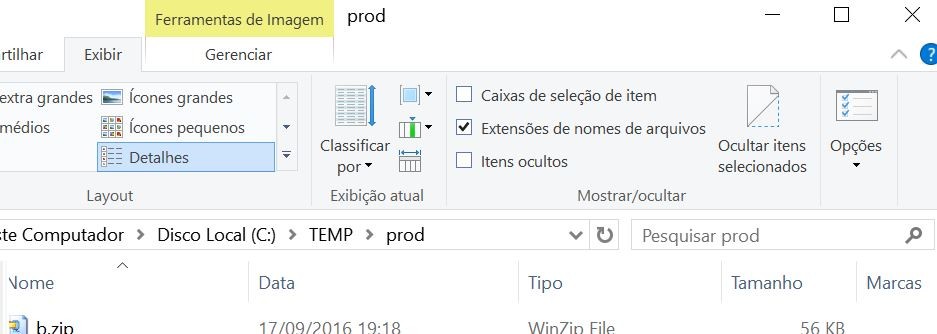 Ferramentas de Imagem prod
rtilhar Exibir Gerenciar ?
extra grandes Ícones grandes
médios Ícones pequenos
Detalhes
Layout
Classificar por
Exibição atual
Caixas de seleção de item
Extensões de nomes de arquivos
Itens ocultos
Ocultar itens selecionados
Mostrar/ocultar
Opções
ste Computador Disco Local (C:) TEMP prod Pesquisar prod
Nome Data Tipo Tamanho Marcas
b.zip 17/09/2016 19:18 WinZip File 56 KB